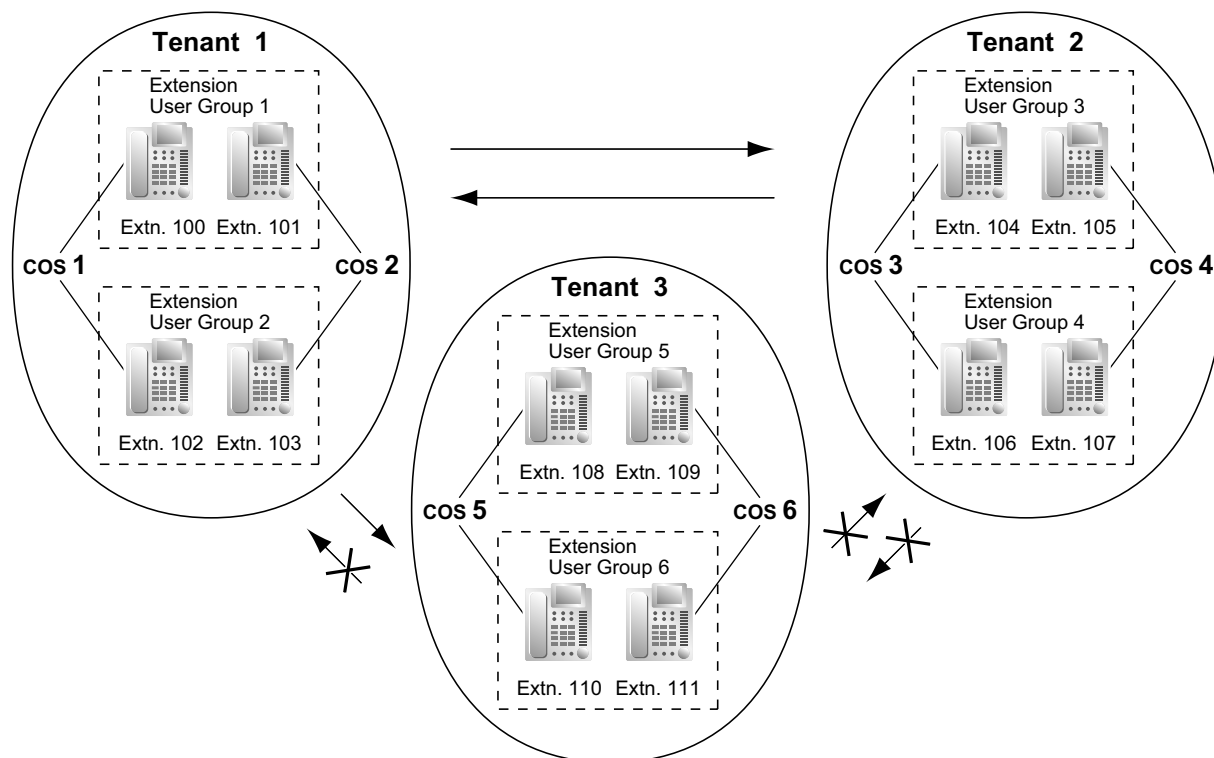 Tenant 1
Extension
User Group 1
Extn. 100 Extn. 101
COS 1
COS 2
Extension
User Group 2
Extn. 102 Extn. 103
Tenant 2
Extension
User Group 3
Extn. 104 Extn. 105
COS 3
COS 4
Extension
User Group 4
Extn. 106 Extn. 107
Tenant 3
Extension
User Group 5
Extn. 108 Extn. 109
COS 5
COS 6
Extension
User Group 6
Extn. 110 Extn. 111